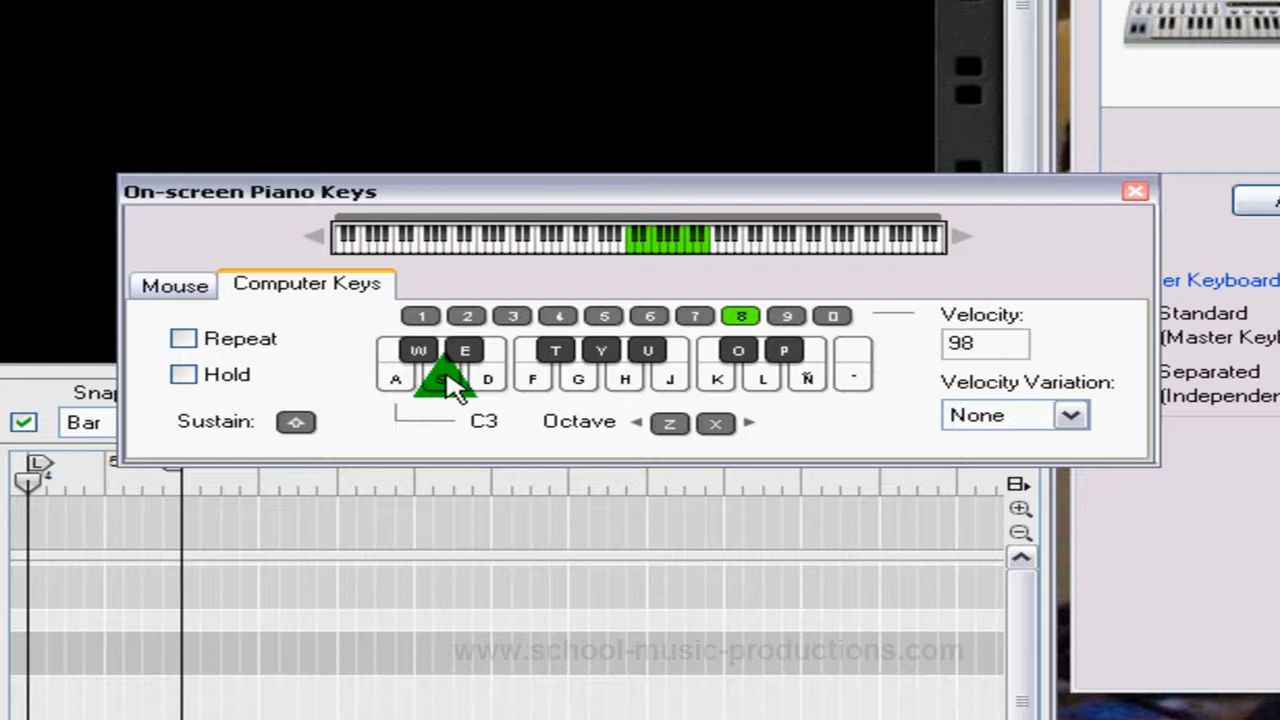 On-screen Piano Keys
Mouse
Computer Keys
1 2 3 4 5 6 7 8 9 0
Velocity:
98
Repeat
W E T Y U O P
A S D F G H J K L Ñ -
Hold
Velocity Variation:
None
Sustain:
C3
Octave
Z X
er Keyboard
Standard
(Master Key
Separated
(Independen
Snap
Bar
L
4
5
www.school-music-productions.com